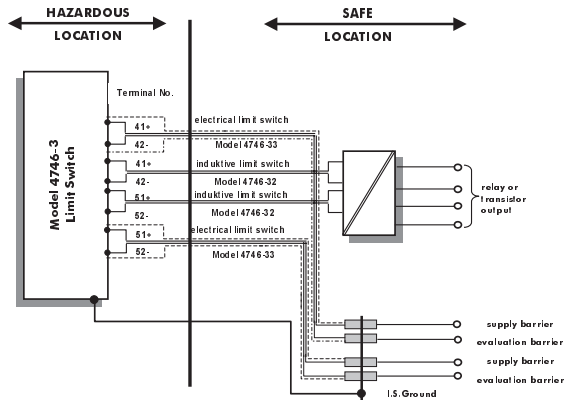 HAZARDOUS
LOCATION
SAFE
LOCATION
Terminal No.
Model 4746-3
Limit Switch
41+
electrical limit switch
42-
Model 4746-33
41+
induktive limit switch
42-
Model 4746-32
51+
induktive limit switch
52-
Model 4746-32
51+
electrical limit switch
52-
Model 4746-33
relay or
transistor
output
supply barrier
evaluation barrier
supply barrier
evaluation barrier
I.S.Ground